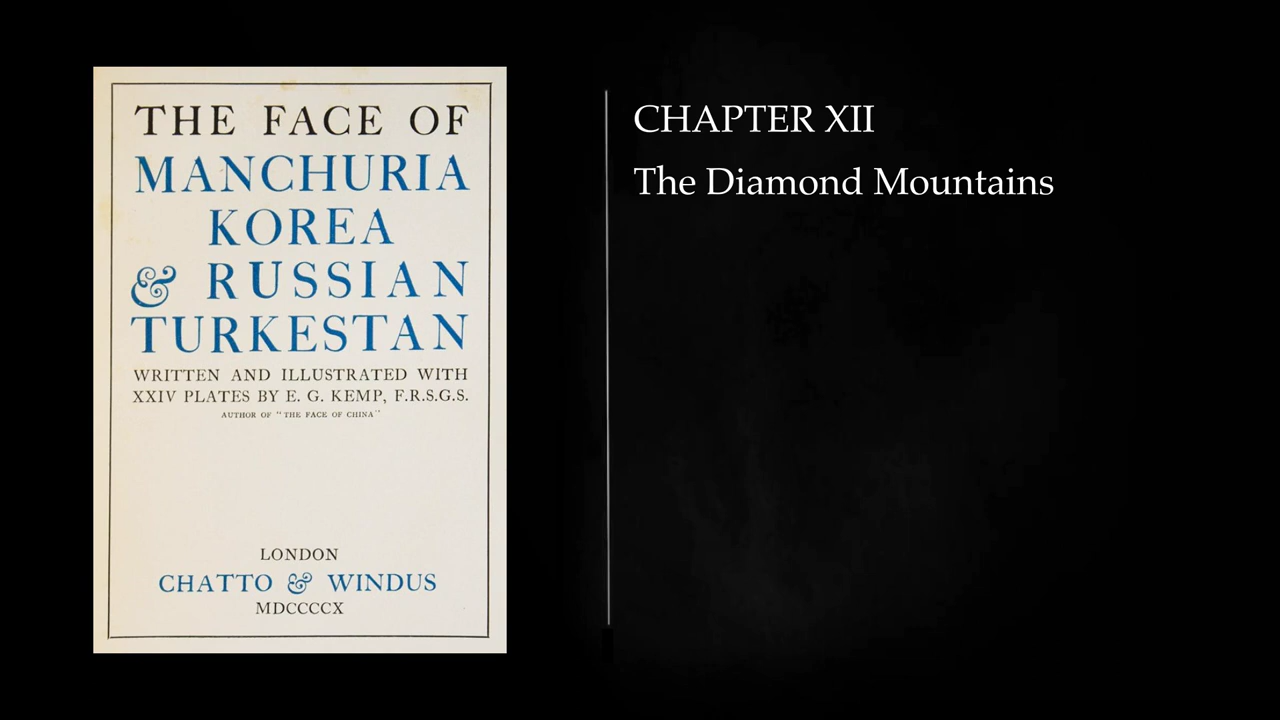 THE FACE OF
MANCHURIA
KOREA
& RUSSIAN
TURKESTAN
WRITTEN AND ILLUSTRATED WITH
XXIV PLATES BY E. G. KEMP, F.R.S.G.S.
AUTHOR OF "THE FACE OF CHINA"
LONDON
CHATTO & WINDUS
MDCCCCX
CHAPTER XII
The Diamond Mountains